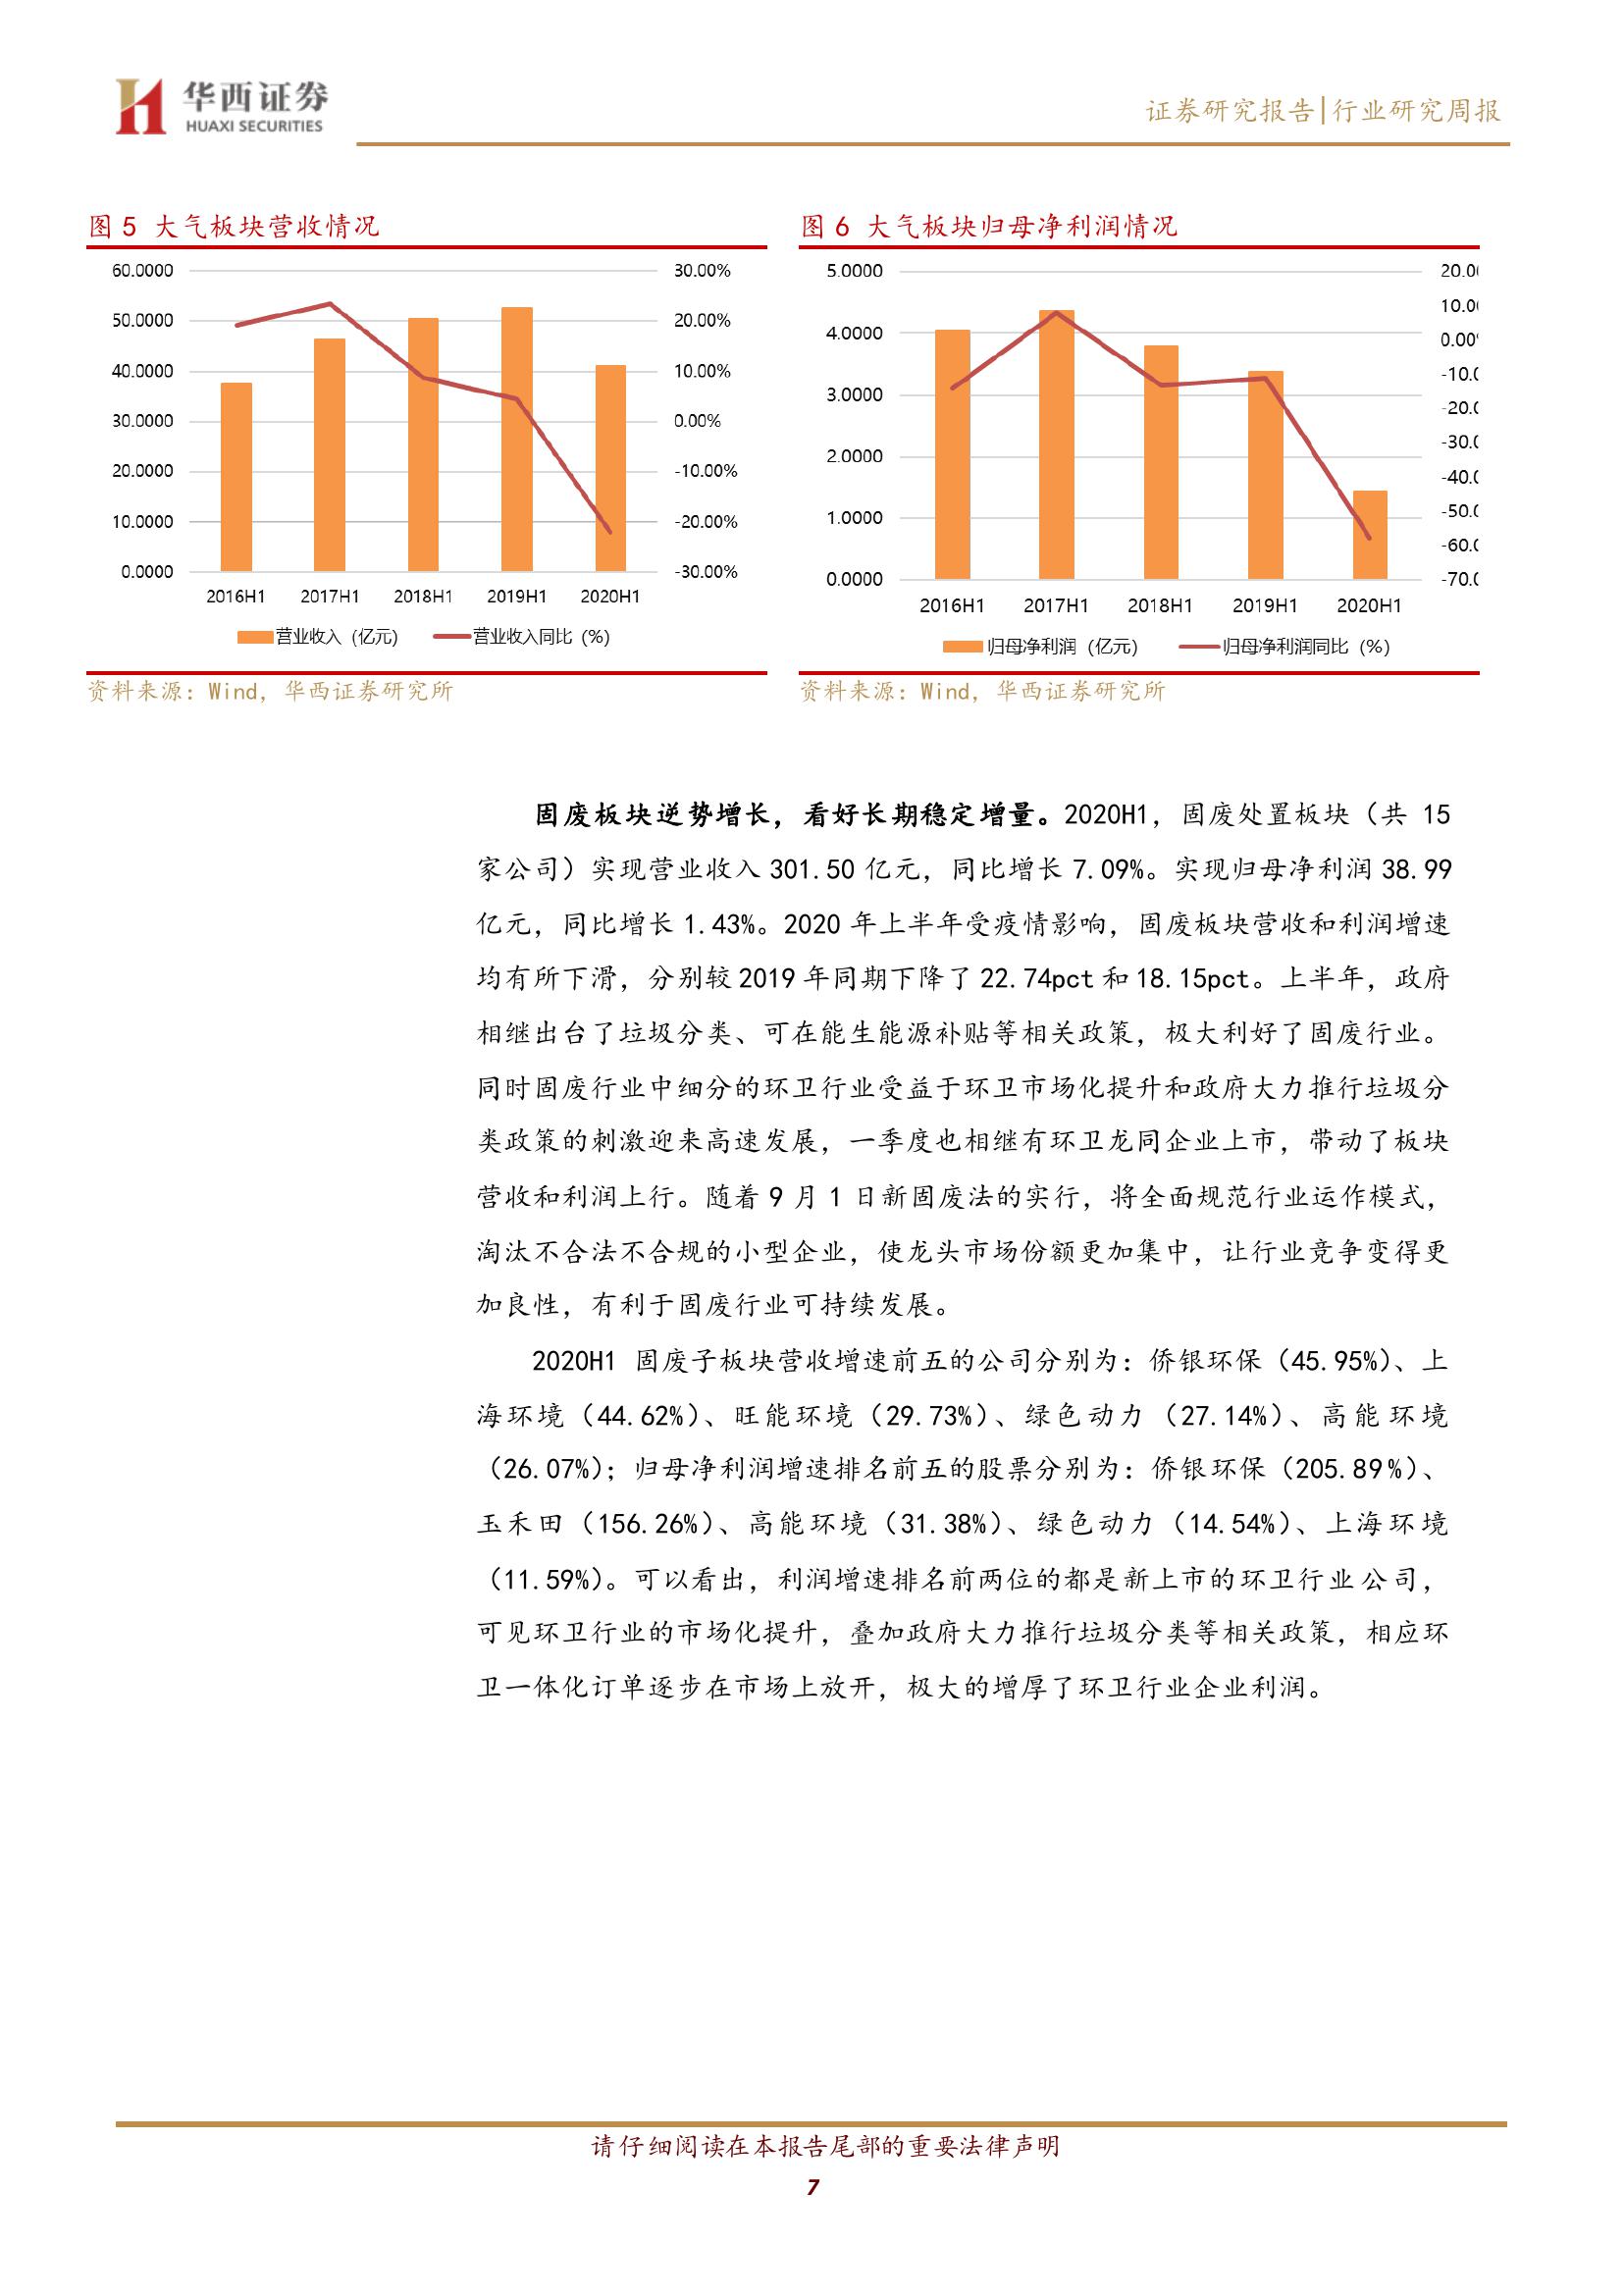 华西证券
HUAXI SECURITIES
证券研究报告|行业研究周报
图 5 大气板块营收情况
60.0000
50.0000
40.0000
30.0000
20.0000
10.0000
0.0000
30.00%
20.00%
10.00%
0.00%
-10.00%
-20.00%
-30.00%
2016H1 2017H1 2018H1 2019H1 2020H1
营业收入（亿元） 营业收入同比（%）
资料来源：Wind，华西证券研究所
图 6 大气板块归母净利润情况
5.0000
4.0000
3.0000
2.0000
1.0000
0.0000
20.0
10.0
0.00
-10.0
-20.0
-30.0
-40.0
-50.0
-60.0
-70.0
2016H1 2017H1 2018H1 2019H1 2020H1
归母净利润（亿元） 归母净利润同比（%）
资料来源：Wind，华西证券研究所
固废板块逆势增长，看好长期稳定增量。2020H1，固废处置板块（共 15
家公司）实现营业收入 301.50 亿元，同比增长 7.09%。实现归母净利润 38.99
亿元，同比增长 1.43%。2020 年上半年受疫情影响，固废板块营收和利润增速
均有所下滑，分别较 2019 年同期下降了 22.74pct 和 18.15pct。上半年，政府
相继出台了垃圾分类、可在能生能源补贴等相关政策，极大利好了固废行业。
同时固废行业中细分的环卫行业受益于环卫市场化提升和政府大力推行垃圾分
类政策的刺激迎来高速发展，一季度也相继有环卫龙同企业上市，带动了板块
营收和利润上行。随着 9 月 1 日新固废法的实行，将全面规范行业运作模式，
淘汰不合法不合规的小型企业，使龙头市场份额更加集中，让行业竞争变得更
加良性，有利于固废行业可持续发展。
2020H1 固废子板块营收增速前五的公司分别为：侨银环保（45.95%）、上
海环境（44.62%）、旺能环境（29.73%）、绿色动力（27.14%）、高能环境
（26.07%）；归母净利润增速排名前五的股票分别为：侨银环保（205.89%）、
玉禾田（156.26%）、高能环境（31.38%）、绿色动力（14.54%）、上海环境
（11.59%）。可以看出，利润增速排名前两位的都是新上市的环卫行业公司，
可见环卫行业的市场化提升，叠加政府大力推行垃圾分类等相关政策，相应环
卫一体化订单逐步在市场上放开，极大的增厚了环卫行业企业利润。
请仔细阅读在本报告尾部的重要法律声明
7